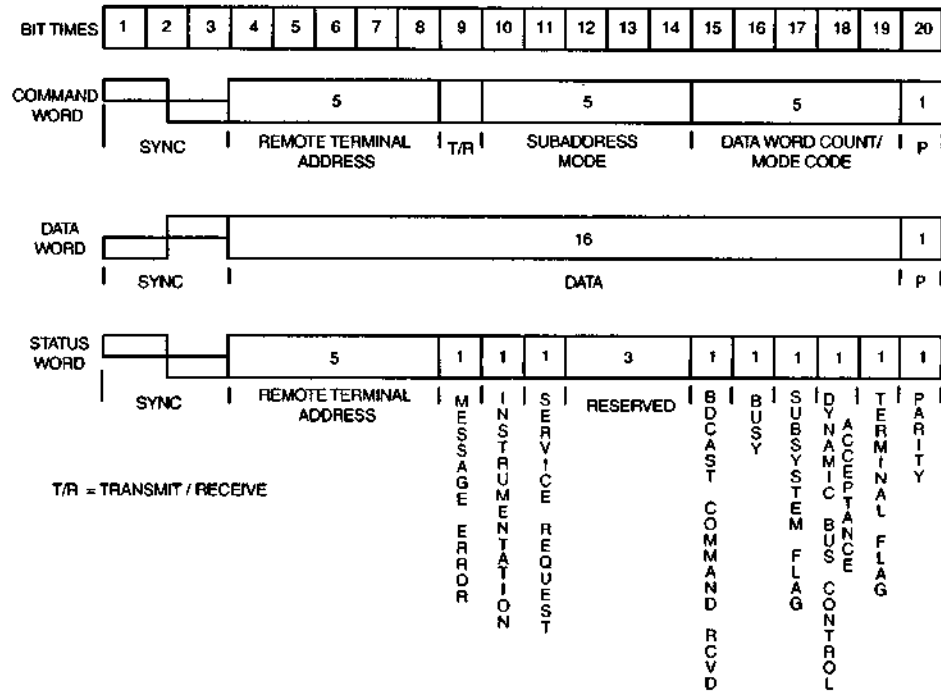 BIT TIMES 1 2 3 4 5 6 7 8 9 10 11 12 13 14 15 16 17 18 19 20
COMMAND WORD 5 5 5 1
SYNC REMOTE TERMINAL ADDRESS T/R SUBADDRESS MODE DATA WORD COUNT/ MODE CODE P
DATA WORD 16 1
SYNC DATA P
STATUS WORD 5 1 1 1 3 1 1 1 1 1 1
SYNC REMOTE TERMINAL ADDRESS MESSAGE ERROR INSTRUMENTATION SERVICE REQUEST RESERVED BDCAST COMMAND RCVD BUSY SUBSYSTEM FLAG DYNAMIC BUS CONTROL ACCEPTANCE TERMINAL FLAG PARITY
T/R = TRANSMIT / RECEIVE